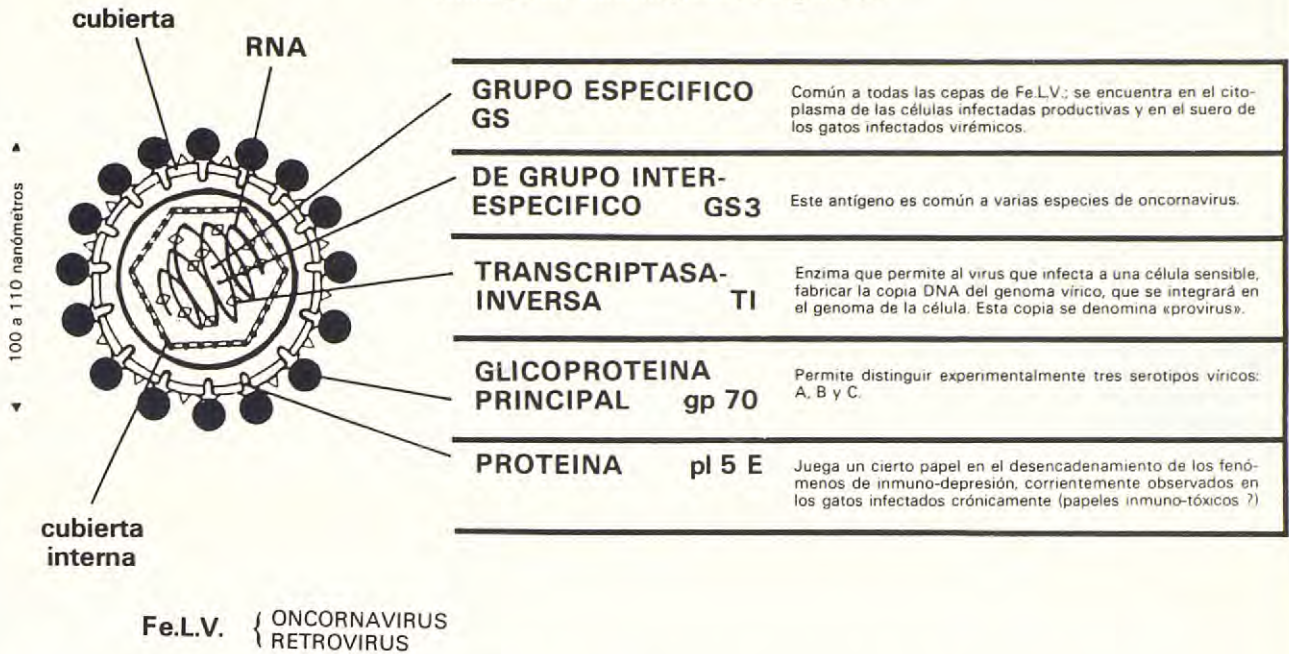 cubierta
RNA
100 a 110 nanómetros
GRUPO ESPECIFICO
GS
Común a todas las cepas de Fe.L.V.; se encuentra en el cito-
plasma de las células infectadas productivas y en el suero de
los gatos infectados virémicos.
DE GRUPO INTER-
ESPECIFICO GS3
Este antígeno es común a varias especies de oncornavirus.
TRANSCRIPTASA-
INVERSA TI
Enzima que permite al virus que infecta a una célula sensible,
fabricar la copia DNA del genoma vírico, que se integrará en
el genoma de la célula. Esta copia se denomina «provirus».
GLICOPROTEINA
PRINCIPAL gp 70
Permite distinguir experimentalmente tres serotipos víricos:
A, B y C.
PROTEINA pl 5 E
Juega un cierto papel en el desencadenamiento de los fenó-
menos de inmuno-depresión, corrientemente observados en
los gatos infectados crónicamente (papeles inmuno-tóxicos ?)
cubierta
interna
Fe.L.V. { ONCORNAVIRUS
RETROVIRUS